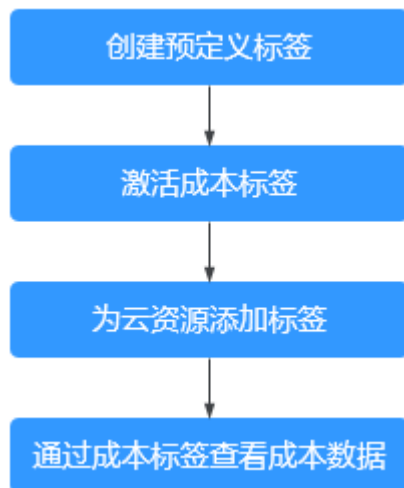 创建预定义标签
激活成本标签
为云资源添加标签
通过成本标签查看成本数据